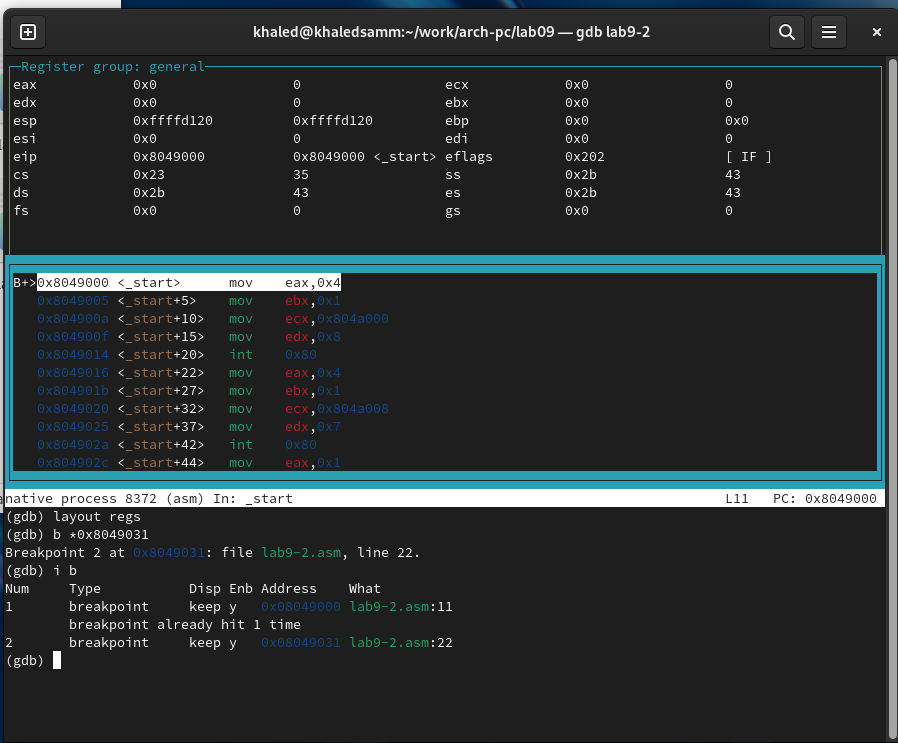 khaled@khaledsamm:~/work/arch-pc/lab09 — gdb lab9-2
Register group: general
eax 0x0 0 ecx 0x0 0
edx 0x0 0 ebx 0x0 0
esp 0xffffd120 0xffffd120 ebp 0x0 0x0
esi 0x0 0 edi 0x0 0
eip 0x8049000 0x8049000 <_start> eflags 0x202 [ IF ]
cs 0x23 35 ss 0x2b 43
ds 0x2b 43 es 0x2b 43
fs 0x0 0 gs 0x0 0
B+>0x8049000 <_start> mov eax,0x4
0x8049005 <_start+5> mov ebx,0x1
0x804900a <_start+10> mov ecx,0x804a000
0x804900f <_start+15> mov edx,0x8
0x8049014 <_start+20> int 0x80
0x8049016 <_start+22> mov eax,0x4
0x804901b <_start+27> mov ebx,0x1
0x8049020 <_start+32> mov ecx,0x804a008
0x8049025 <_start+37> mov edx,0x7
0x804902a <_start+42> int 0x80
0x804902c <_start+44> mov eax,0x1
native process 8372 (asm) In: _start L11 PC: 0x8049000
(gdb) layout regs
(gdb) b *0x8049031
Breakpoint 2 at 0x8049031: file lab9-2.asm, line 22.
(gdb) i b
Num Type Disp Enb Address What
1 breakpoint keep y 0x08049000 lab9-2.asm:11
breakpoint already hit 1 time
2 breakpoint keep y 0x08049031 lab9-2.asm:22
(gdb)